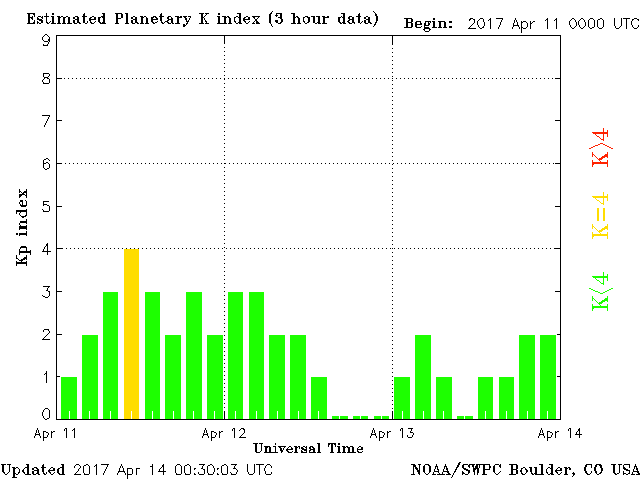 Estimated Planetary K index (3 hour data) Begin: 2017 Apr 11 0000 UTC
9
8
7
6
5
4
3
2
1
0
Kp index
K>4
K=4
K<4
Apr 11 Apr 12 Apr 13 Apr 14
Universal Time
Updated 2017 Apr 14 00:30:03 UTC NOAA/SWPC Boulder, CO USA